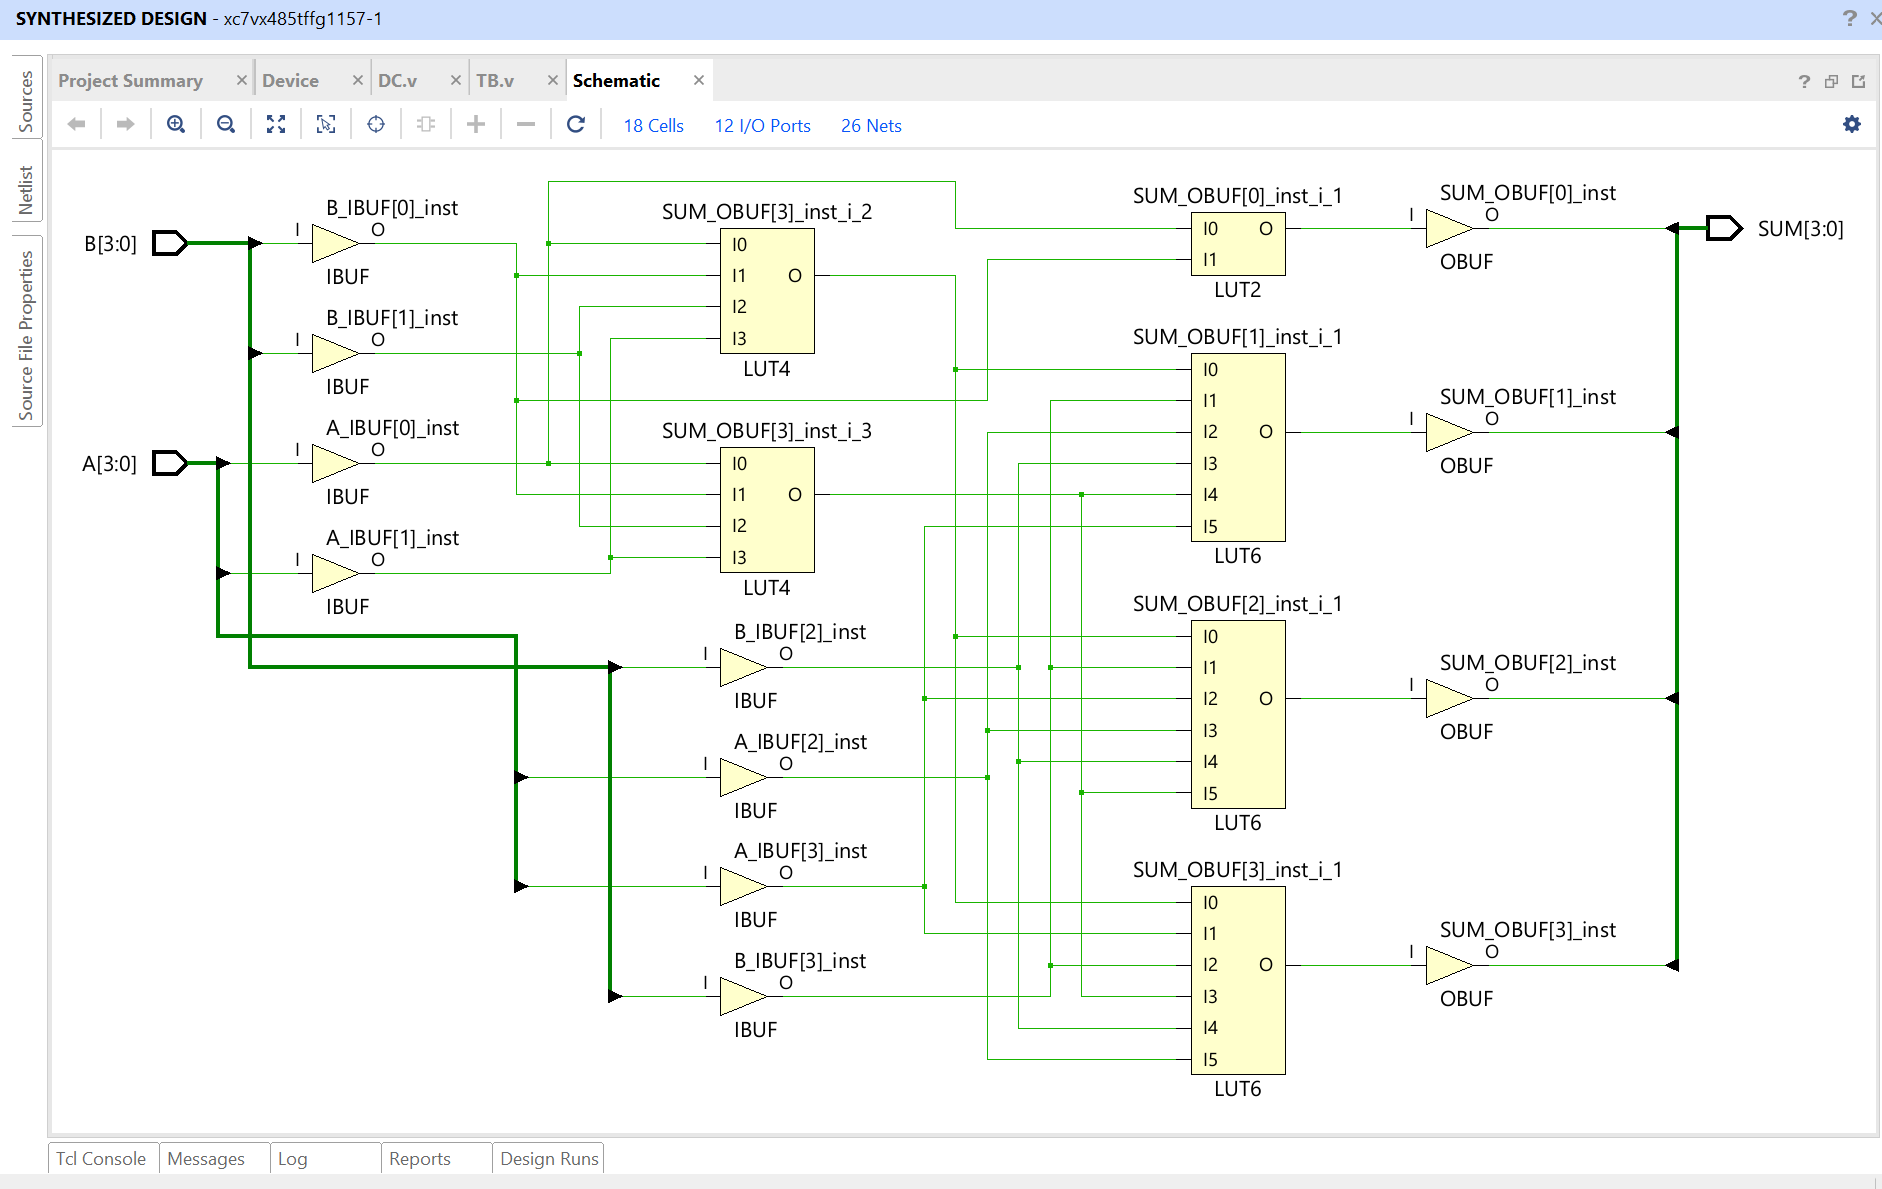 SYNTHESIZED DESIGN - xc7vx485tffg1157-1
?
Sources
Netlist
Source File Properties
Project Summary
Device
DC.v
TB.v
Schematic
?
18 Cells
12 I/O Ports
26 Nets
B[3:0]
A[3:0]
B_IBUF[0]_inst
I
O
IBUF
B_IBUF[1]_inst
I
O
IBUF
A_IBUF[0]_inst
I
O
IBUF
A_IBUF[1]_inst
I
O
IBUF
SUM_OBUF[3]_inst_i_2
I0
I1
O
I2
I3
LUT4
SUM_OBUF[3]_inst_i_3
I0
I1
O
I2
I3
LUT4
B_IBUF[2]_inst
I
O
IBUF
A_IBUF[2]_inst
I
O
IBUF
A_IBUF[3]_inst
I
O
IBUF
B_IBUF[3]_inst
I
O
IBUF
SUM_OBUF[0]_inst_i_1
I0
O
I1
LUT2
SUM_OBUF[1]_inst_i_1
I0
I1
I2
O
I3
I4
I5
LUT6
SUM_OBUF[2]_inst_i_1
I0
I1
I2
O
I3
I4
I5
LUT6
SUM_OBUF[3]_inst_i_1
I0
I1
I2
O
I3
I4
I5
LUT6
SUM_OBUF[0]_inst
I
O
OBUF
SUM_OBUF[1]_inst
I
O
OBUF
SUM_OBUF[2]_inst
I
O
OBUF
SUM_OBUF[3]_inst
I
O
OBUF
SUM[3:0]
Tcl Console
Messages
Log
Reports
Design Runs